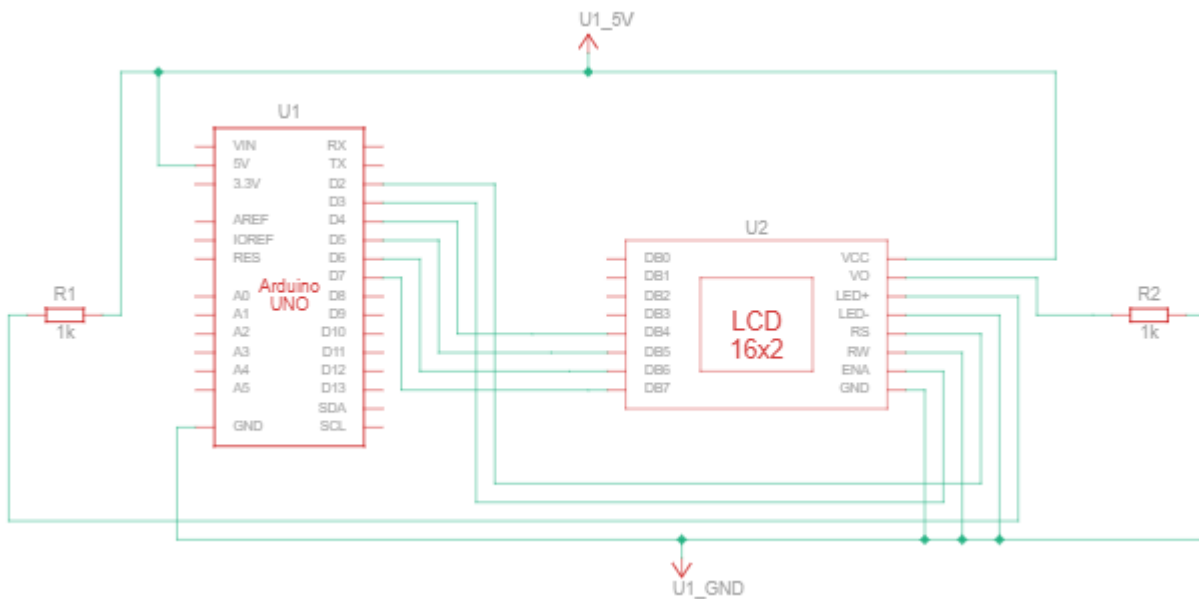 U1_5V
U1
VIN
5V
3.3V
AREF
IOREF
RES
A0
A1
A2
A3
A4
A5
GND
Arduino
UNO
RX
TX
D2
D3
D4
D5
D6
D7
D8
D9
D10
D11
D12
D13
SDA
SCL
R1
1k
U2
DB0
DB1
DB2
DB3
DB4
DB5
DB6
DB7
LCD
16x2
VCC
VO
LED+
LED-
RS
RW
ENA
GND
R2
1k
U1_GND